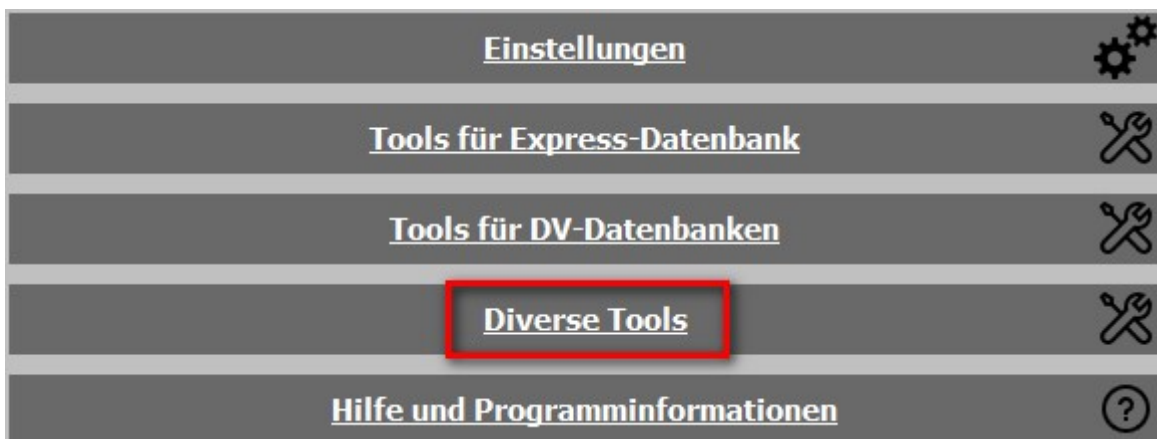 Einstellungen
Tools für Express-Datenbank
Tools für DV-Datenbanken
Diverse Tools
Hilfe und Programminformationen